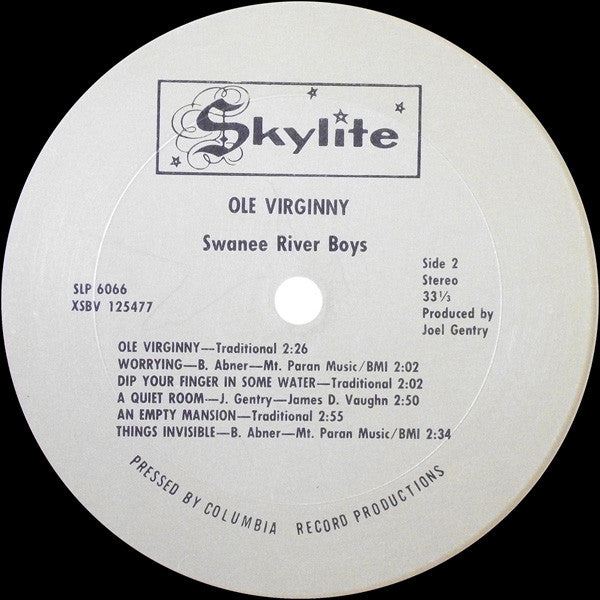 Skylite
OLE VIRGINNY
Swanee River Boys
SLP 6066
XSBV 125477
Side 2
Stereo
33⅓
Produced by
Joel Gentry
OLE VIRGINNY—Traditional 2:26
WORRYING—B. Abner—Mt. Paran Music/BMI 2:02
DIP YOUR FINGER IN SOME WATER—Traditional 2:02
A QUIET ROOM—J. Gentry—James D. Vaughn 2:50
AN EMPTY MANSION—Traditional 2:55
THINGS INVISIBLE—B. Abner—Mt. Paran Music/BMI 2:34
PRESSED BY COLUMBIA RECORD PRODUCTIONS